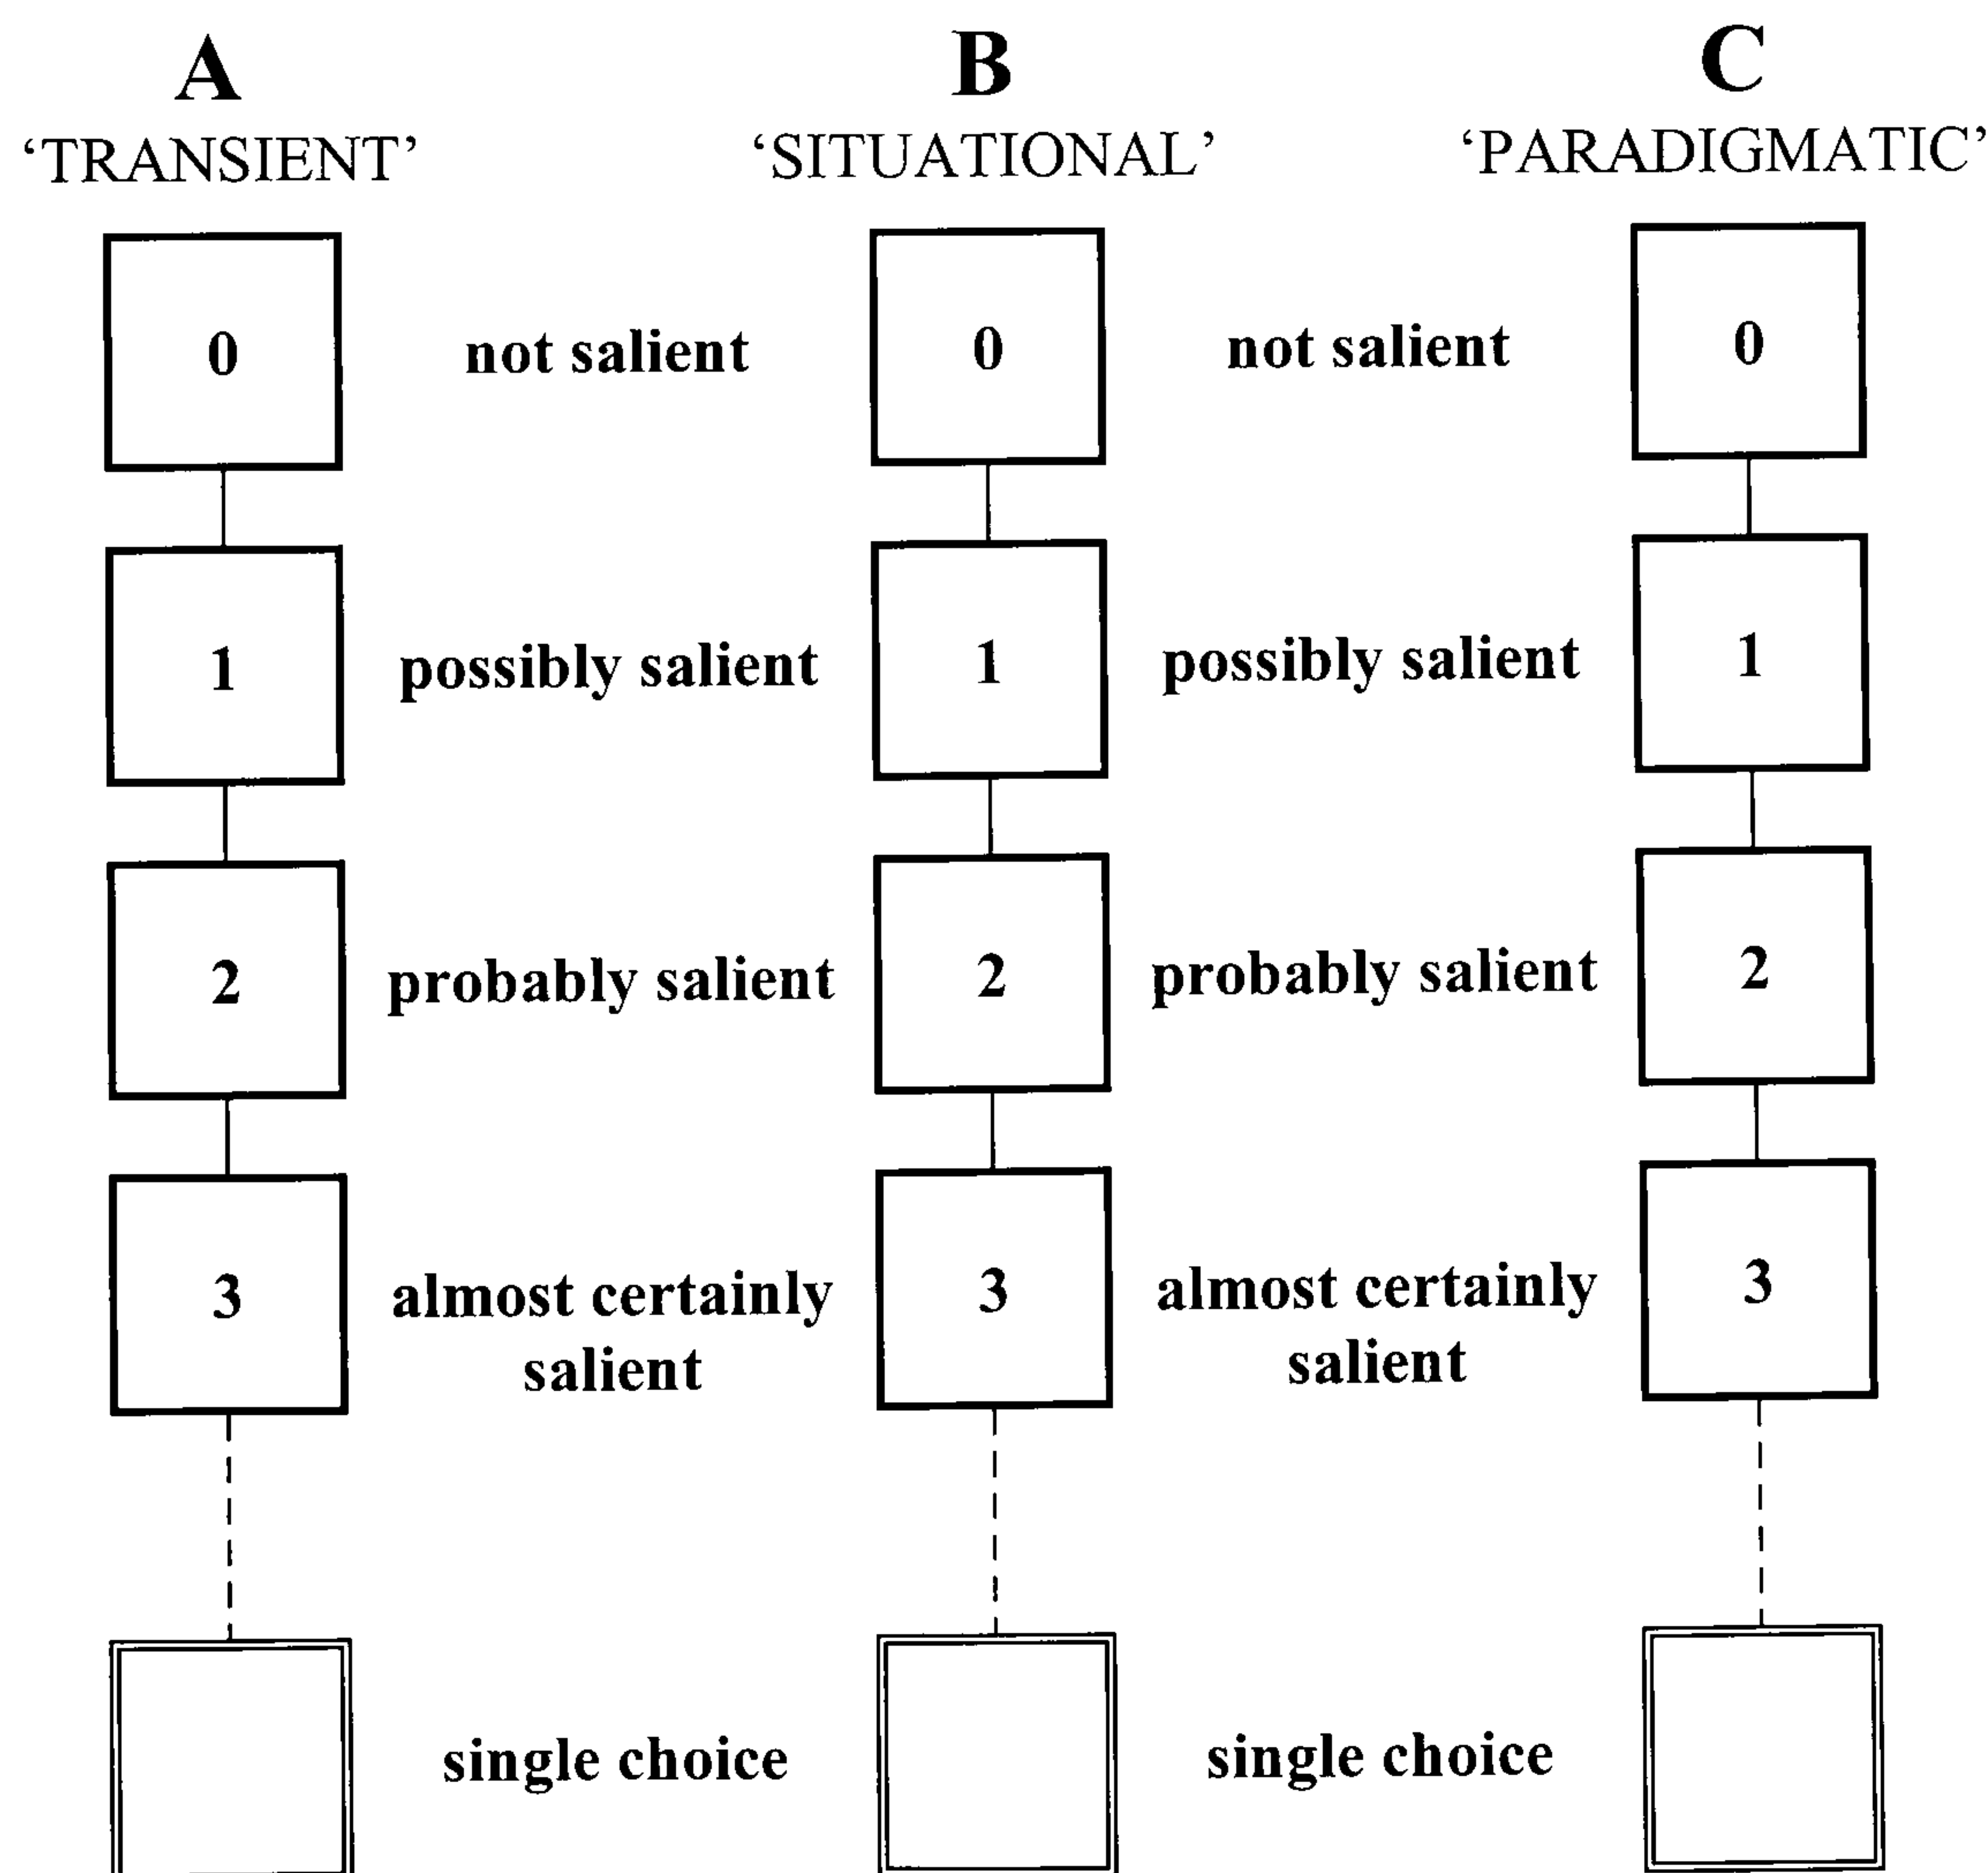 A B C
‘TRANSIENT’ ‘SITUATIONAL’ ‘PARADIGMATIC’
0 not salient 0 not salient 0
1 possibly salient 1 possibly salient 1
2 probably salient 2 probably salient 2
3 almost certainly 3 almost certainly 3
salient salient
single choice single choice